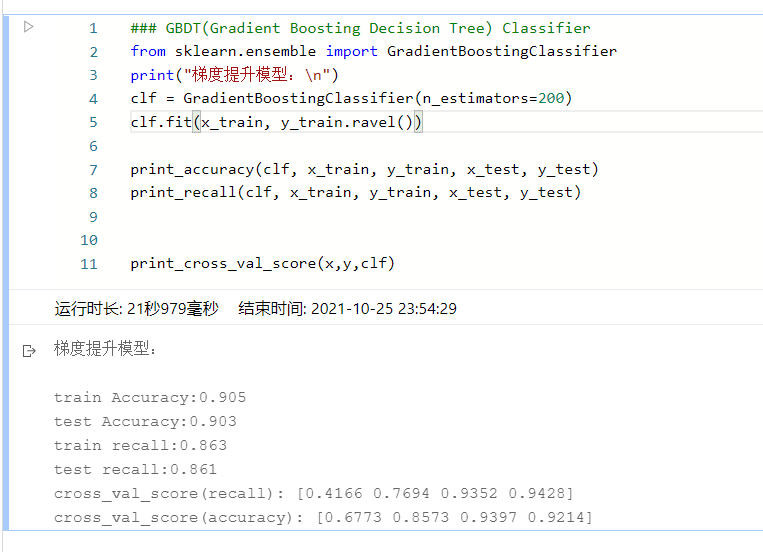 1 ### GBDT(Gradient Boosting Decision Tree) Classifier
2 from sklearn.ensemble import GradientBoostingClassifier
3 print("梯度提升模型：\n")
4 clf = GradientBoostingClassifier(n_estimators=200)
5 clf.fit(x_train, y_train.ravel())
6
7 print_accuracy(clf, x_train, y_train, x_test, y_test)
8 print_recall(clf, x_train, y_train, x_test, y_test)
9
10
11 print_cross_val_score(x,y,clf)
运行时长: 21秒979毫秒 结束时间: 2021-10-25 23:54:29
梯度提升模型：
train Accuracy:0.905
test Accuracy:0.903
train recall:0.863
test recall:0.861
cross_val_score(recall): [0.4166 0.7694 0.9352 0.9428]
cross_val_score(accuracy): [0.6773 0.8573 0.9397 0.9214]